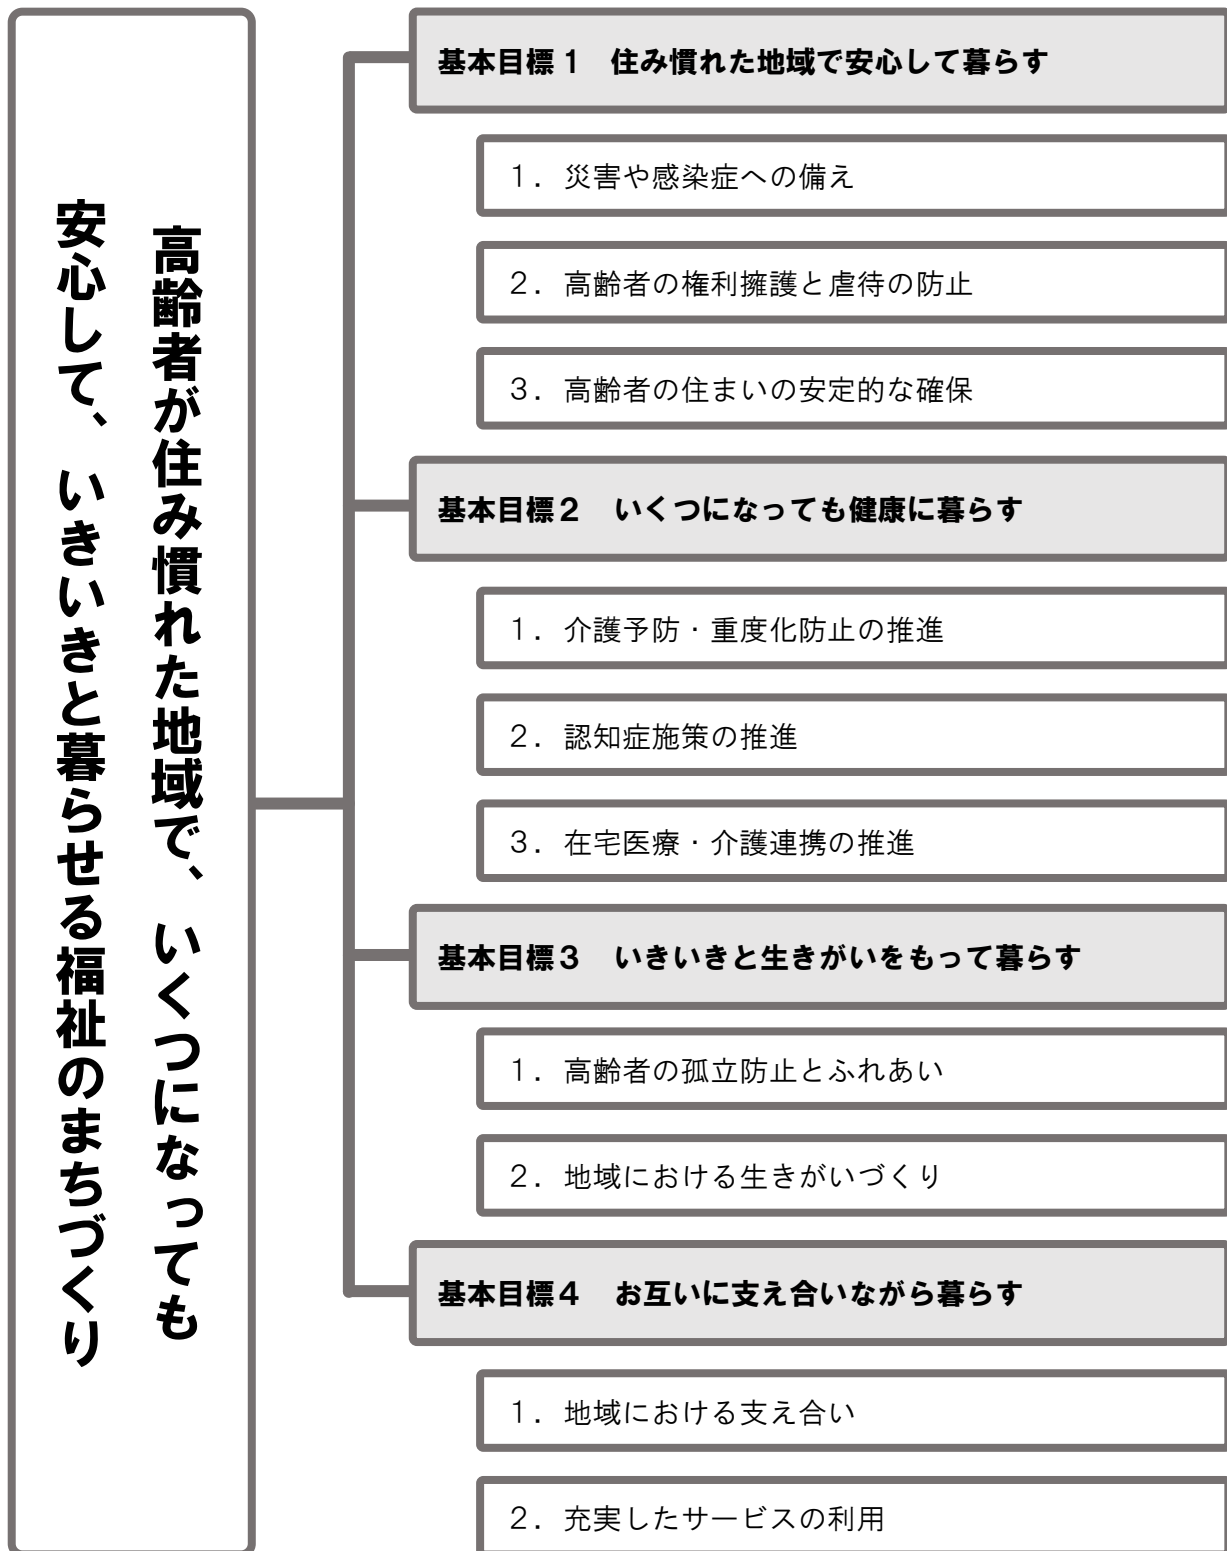 高齢者が住み慣れた地域で、いくつになっても
安心して、いきいきと暮らせる福祉のまちづくり
基本目標１　住み慣れた地域で安心して暮らす
１．災害や感染症への備え
２．高齢者の権利擁護と虐待の防止
３．高齢者の住まいの安定的な確保
基本目標２　いくつになっても健康に暮らす
１．介護予防・重度化防止の推進
２．認知症施策の推進
３．在宅医療・介護連携の推進
基本目標３　いきいきと生きがいをもって暮らす
１．高齢者の孤立防止とふれあい
２．地域における生きがいづくり
基本目標４　お互いに支え合いながら暮らす
１．地域における支え合い
２．充実したサービスの利用